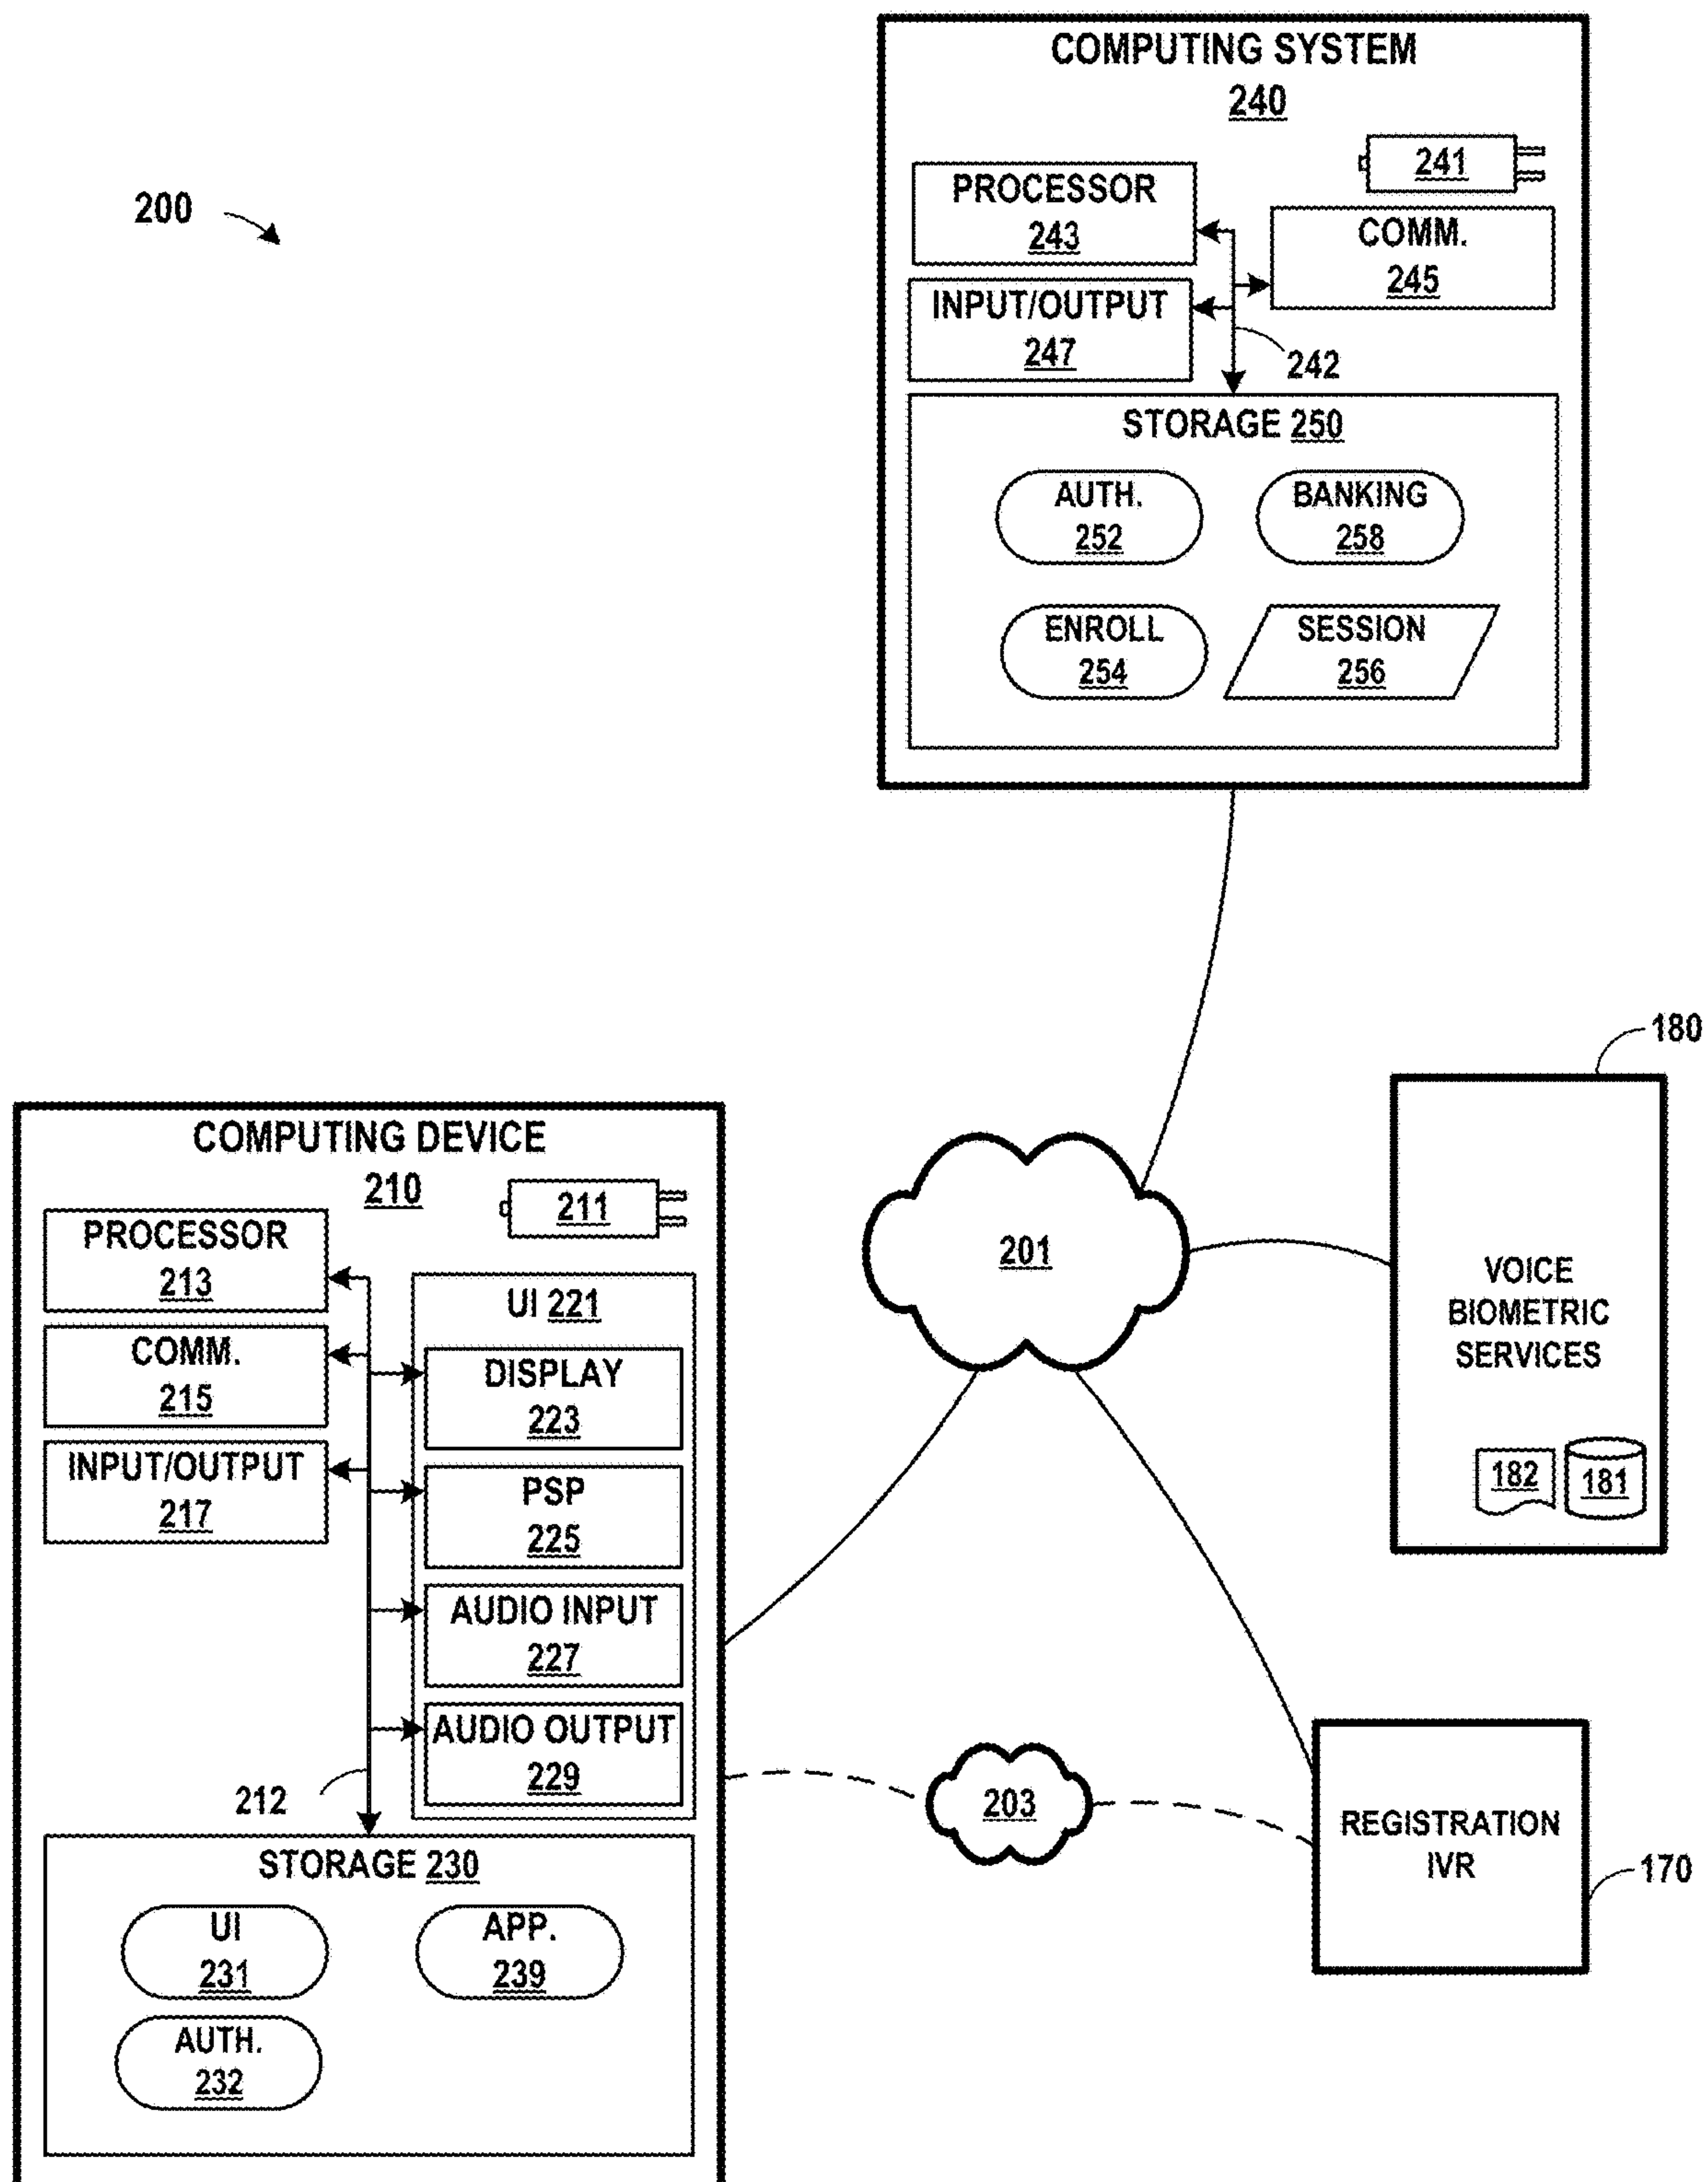 COMPUTING SYSTEM
240
241
PROCESSOR
243
COMM.
245
INPUT/OUTPUT
247
242
STORAGE 250
AUTH.
252
BANKING
258
ENROLL
254
SESSION
256
200
180
VOICE
BIOMETRIC
SERVICES
182
181
201
COMPUTING DEVICE
210
211
PROCESSOR
213
COMM.
215
INPUT/OUTPUT
217
UI 221
DISPLAY
223
PSP
225
AUDIO INPUT
227
AUDIO OUTPUT
229
212
203
REGISTRATION
IVR
170
STORAGE 230
UI
231
APP.
239
AUTH.
232